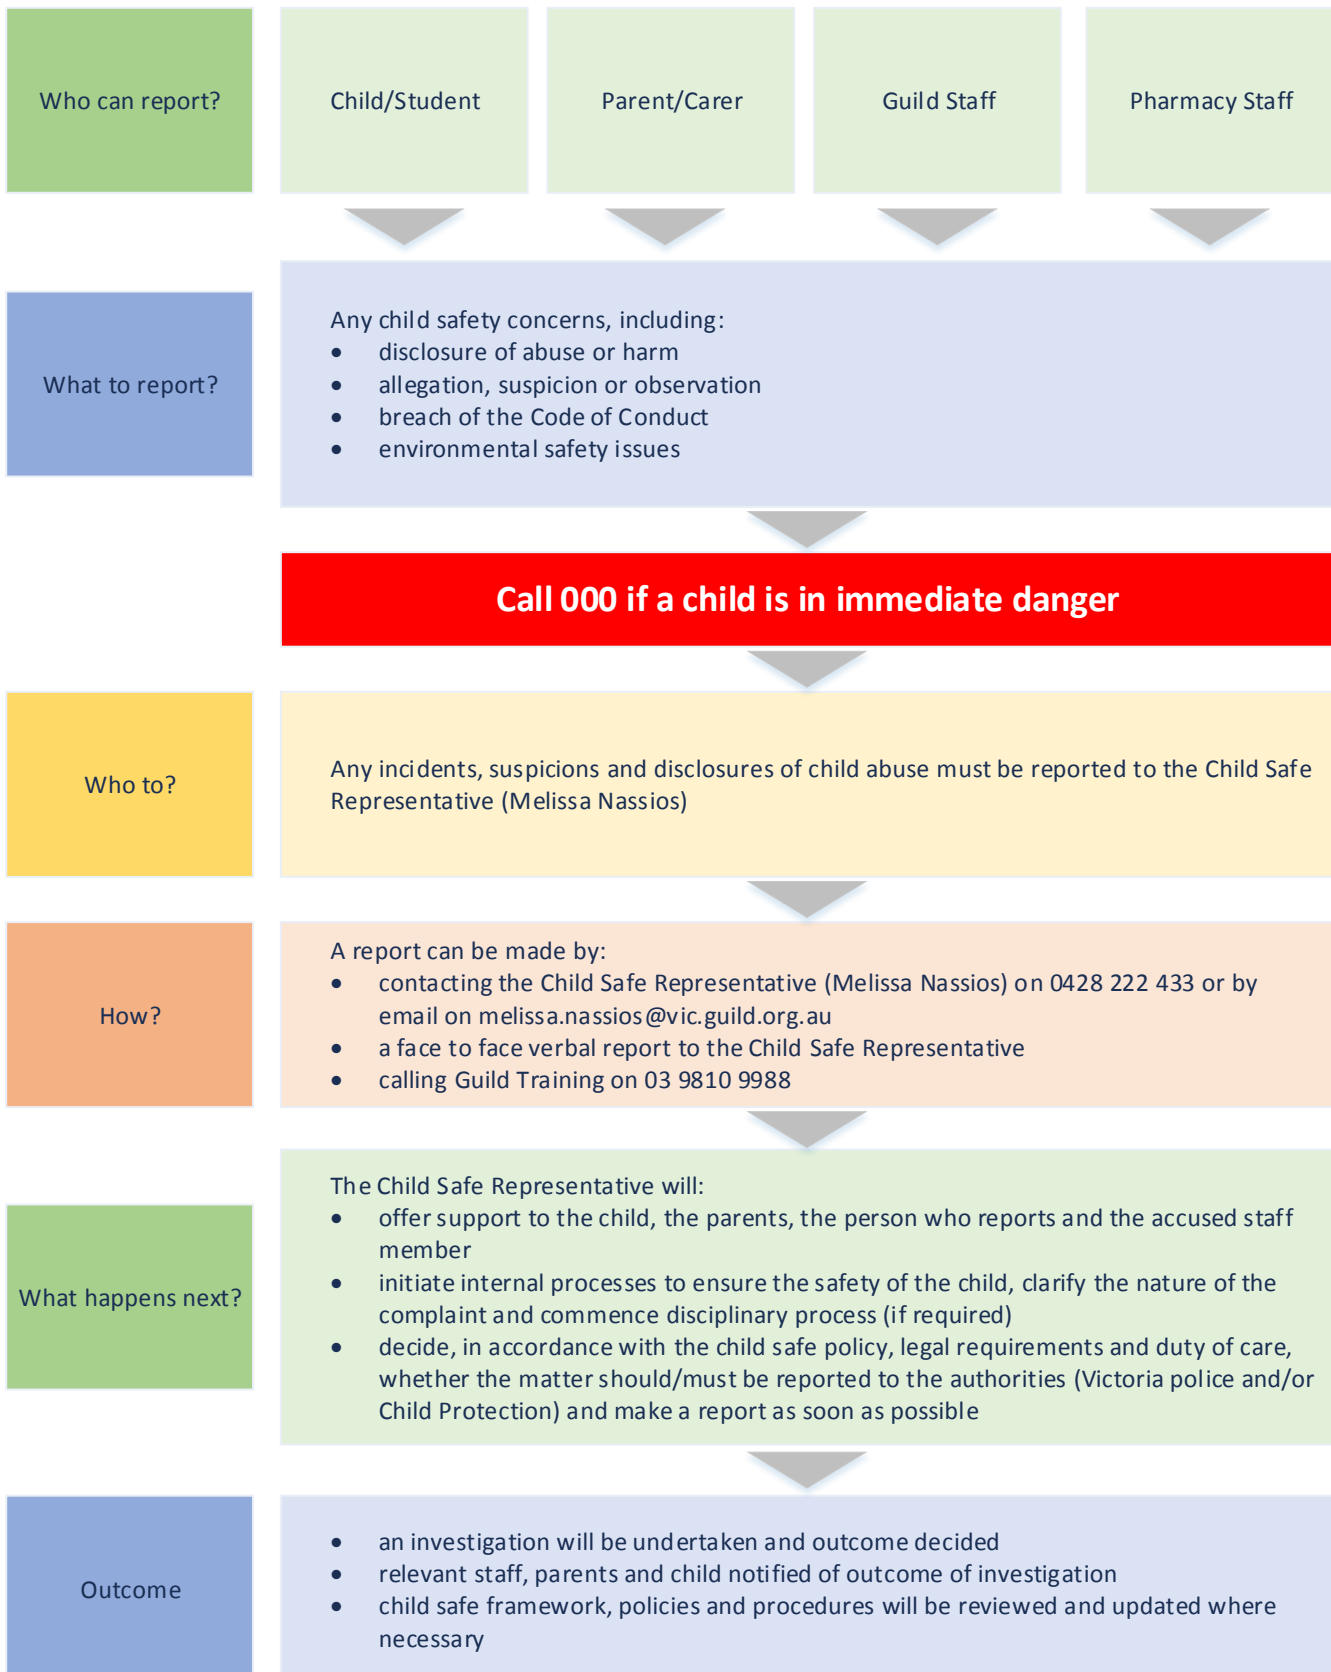 Who can report?
Child/Student
Parent/Carer
Guild Staff
Pharmacy Staff
What to report?
Any child safety concerns, including:
• disclosure of abuse or harm
• allegation, suspicion or observation
• breach of the Code of Conduct
• environmental safety issues
Call 000 if a child is in immediate danger
Who to?
Any incidents, suspicions and disclosures of child abuse must be reported to the Child Safe
Representative (Melissa Nassios)
How?
A report can be made by:
• contacting the Child Safe Representative (Melissa Nassios) on 0428 222 433 or by
email on melissa.nassios@vic.guild.org.au
• a face to face verbal report to the Child Safe Representative
• calling Guild Training on 03 9810 9988
What happens next?
The Child Safe Representative will:
• offer support to the child, the parents, the person who reports and the accused staff
member
• initiate internal processes to ensure the safety of the child, clarify the nature of the
complaint and commence disciplinary process (if required)
• decide, in accordance with the child safe policy, legal requirements and duty of care,
whether the matter should/must be reported to the authorities (Victoria police and/or
Child Protection) and make a report as soon as possible
Outcome
• an investigation will be undertaken and outcome decided
• relevant staff, parents and child notified of outcome of investigation
• child safe framework, policies and procedures will be reviewed and updated where
necessary